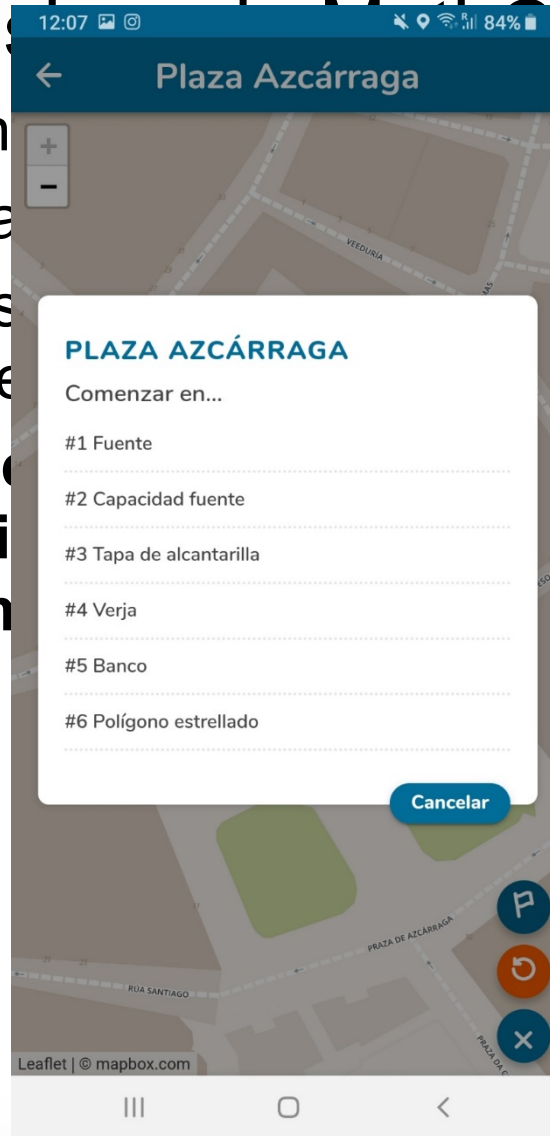 12:07 84%
Plaza Azcárraga
+
−
VEEDURÍA
PLAZA AZCÁRRAGA
Comenzar en...
#1 Fuente
#2 Capacidad fuente
#3 Tapa de alcantarilla
#4 Verja
#5 Banco
#6 Polígono estrellado
Cancelar
PRAZA DE AZCÁRRAGA
RÚA SANTIAGO
Leaflet | © mapbox.com